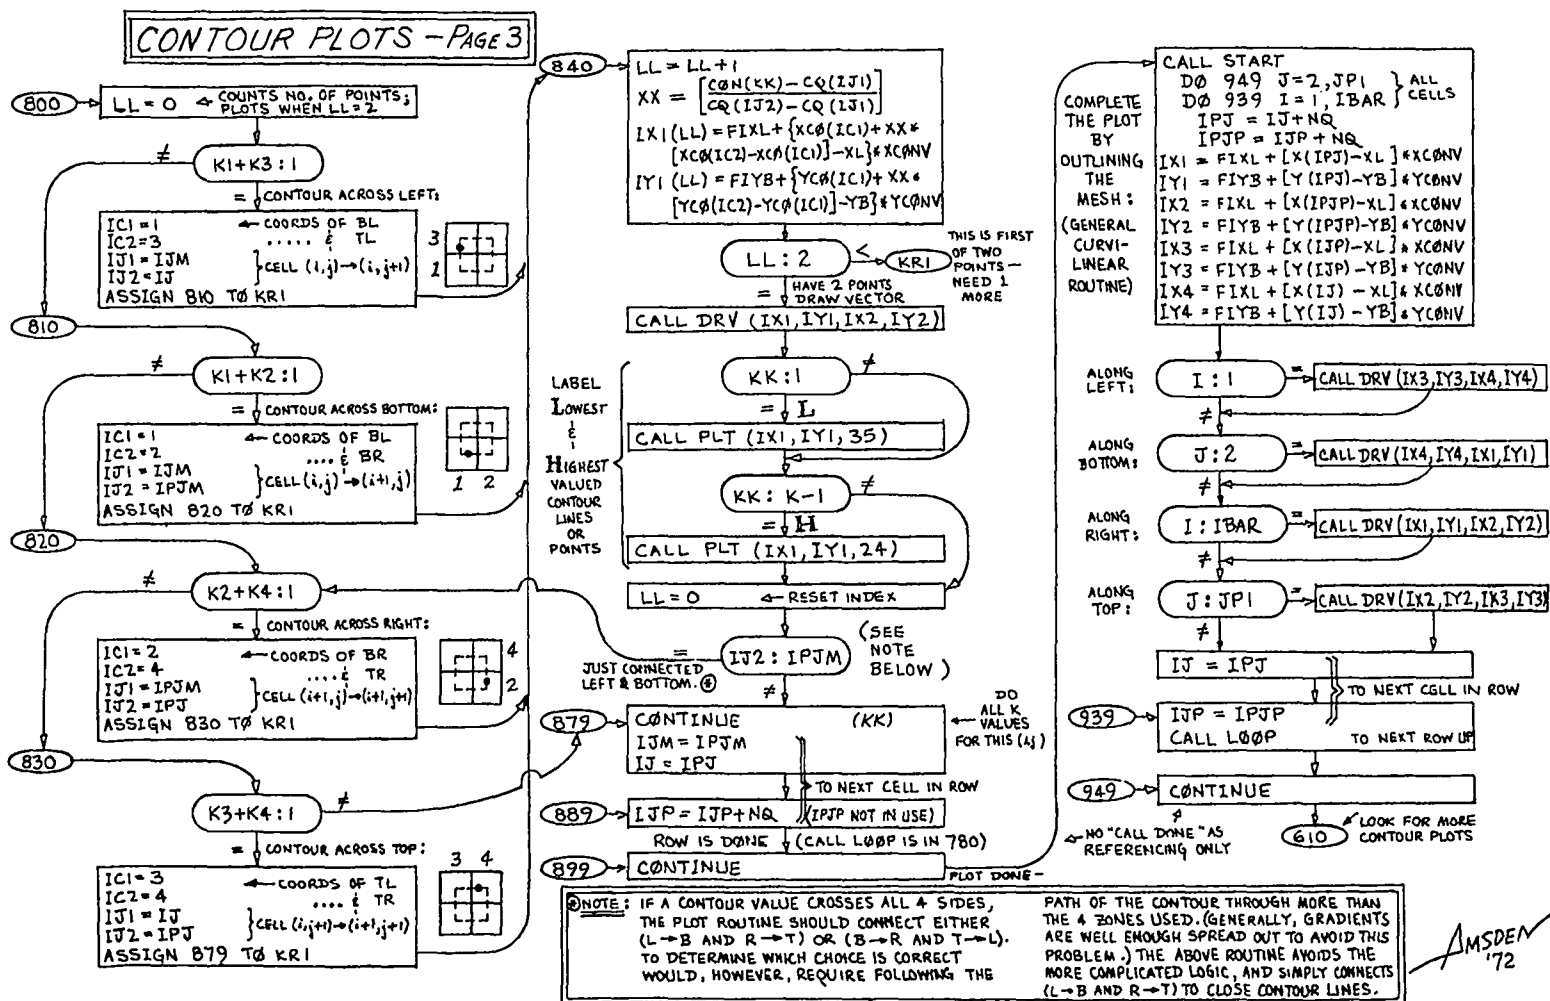 CONTOUR PLOTS - PAGE 3
800
LL = 0 ← COUNTS NO. OF POINTS;
PLOTS WHEN LL=2
K1+K3:1
≠
= CONTOUR ACROSS LEFT:
IC1=1 ← COORDS OF BL
IC2=3 ..... & TL
IJ1=IJM
IJ2=IJ
}CELL (i,j)→(i,j+1)
ASSIGN 810 TØ KR1
3
1
810
K1+K2:1
≠
= CONTOUR ACROSS BOTTOM:
IC1=1 ← COORDS OF BL
IC2=2 .... & BR
IJ1=IJM
IJ2=IPJM
}CELL(i,j)→(i+1,j)
ASSIGN 820 TØ KR1
1 2
820
K2+K4:1
≠
= CONTOUR ACROSS RIGHT:
IC1=2 ← COORDS OF BR
IC2=4 .... & TR
IJ1=IPJM
IJ2=IPJ
}CELL(i+1,j)→(i+1,j+1)
ASSIGN 830 TØ KR1
4
2
830
K3+K4:1
≠
= CONTOUR ACROSS TOP:
IC1=3 ← COORDS OF TL
IC2=4 .... & TR
IJ1=IJ
IJ2=IPJ
}CELL(i,j+1)→(i+1,j+1)
ASSIGN 879 TØ KR1
3 4
840
LL = LL+1
XX = [CØN(KK)-CQ(IJ1)
CQ(IJ2)-CQ(IJ1)]
IX1(LL)=FIXL+{XCØ(IC1)+XX*
[XCØ(IC2)-XCØ(IC1)]-XL}*XCØNV
IY1(LL)=FIYB+{YCØ(IC1)+XX*
[YCØ(IC2)-YCØ(IC1)]-YB}*YCØNV
LL:2
<
KR1
THIS IS FIRST
OF TWO
POINTS—
NEED 1
MORE
=
HAVE 2 POINTS
DRAW VECTOR
CALL DRV (IX1,IY1,IX2,IY2)
LABEL
LOWEST
&
HIGHEST
VALUED
CONTOUR
LINES
OR
POINTS
KK:1
≠
= L
CALL PLT (IX1,IY1,35)
KK: K-1
≠
= H
CALL PLT (IX1,IY1,24)
LL=0 ← RESET INDEX
IJ2: IPJM
(SEE
NOTE
BELOW)
=
JUST CONNECTED
LEFT & BOTTOM. ⊛
≠
879
CØNTINUE (KK)
IJM = IPJM
IJ = IPJ
← DO
ALL K
VALUES
FOR THIS (i,j)
TO NEXT CELL IN ROW
889
IJP=IJP+NQ (IPJP NOT IN USE)
ROW IS DØNE (CALL LØØP IS IN 780)
899
CØNTINUE
PLOT DONE—
COMPLETE
THE PLOT
BY
OUTLINING
THE
MESH:
(GENERAL
CURVI-
LINEAR
ROUTINE)
CALL START
DØ 949 J=2,JP1
DØ 939 I=1,IBAR
} ALL
CELLS
IPJ = IJ+NQ
IPJP = IJP+NQ
IX1 = FIXL+[X(IPJ)-XL]*XCØNV
IY1 = FIYB+[Y(IPJ)-YB]*YCØNV
IX2 = FIXL+[X(IPJP)-XL]*XCØNV
IY2 = FIYB+[Y(IPJP)-YB]*YCØNV
IX3 = FIXL+[X(IJP)-XL]*XCØNV
IY3 = FIYB+[Y(IJP)-YB]*YCØNV
IX4 = FIXL+[X(IJ)-XL]*XCØNV
IY4 = FIYB+[Y(IJ)-YB]*YCØNV
ALONG
LEFT:
I:1
=
CALL DRV(IX3,IY3,IX4,IY4)
≠
ALONG
BOTTOM:
J:2
=
CALL DRV(IX4,IY4,IX1,IY1)
≠
ALONG
RIGHT:
I:IBAR
=
CALL DRV(IX1,IY1,IX2,IY2)
≠
ALONG
TOP:
J:JP1
=
CALL DRV(IX2,IY2,IX3,IY3)
≠
IJ = IPJ
TO NEXT CELL IN ROW
939
IJP = IPJP
CALL LØØP TO NEXT ROW UP
949
CØNTINUE
← NO "CALL DØNE" AS
REFERENCING ONLY
610
LOOK FOR MORE
CONTOUR PLOTS
⊛NOTE: IF A CONTOUR VALUE CROSSES ALL 4 SIDES,
THE PLOT ROUTINE SHOULD CONNECT EITHER
(L→B AND R→T) OR (B→R AND T→L).
TO DETERMINE WHICH CHOICE IS CORRECT
WOULD, HOWEVER, REQUIRE FOLLOWING THE
PATH OF THE CONTOUR THROUGH MORE THAN
THE 4 ZONES USED. (GENERALLY, GRADIENTS
ARE WELL ENOUGH SPREAD OUT TO AVOID THIS
PROBLEM.) THE ABOVE ROUTINE AVOIDS THE
MORE COMPLICATED LOGIC, AND SIMPLY CONNECTS
(L→B AND R→T) TO CLOSE CONTOUR LINES.
AMSDEN
'72